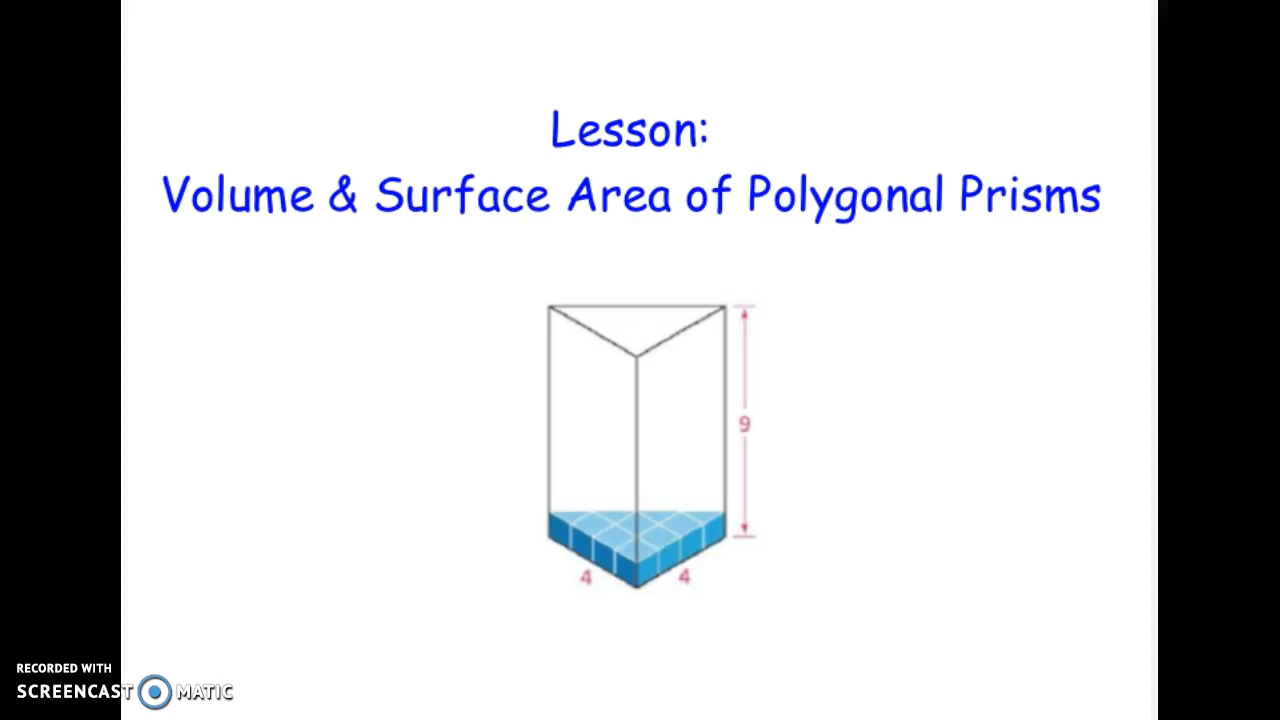 Lesson:
Volume & Surface Area of Polygonal Prisms
9
4 4
RECORDED WITH
SCREENCAST MATIC